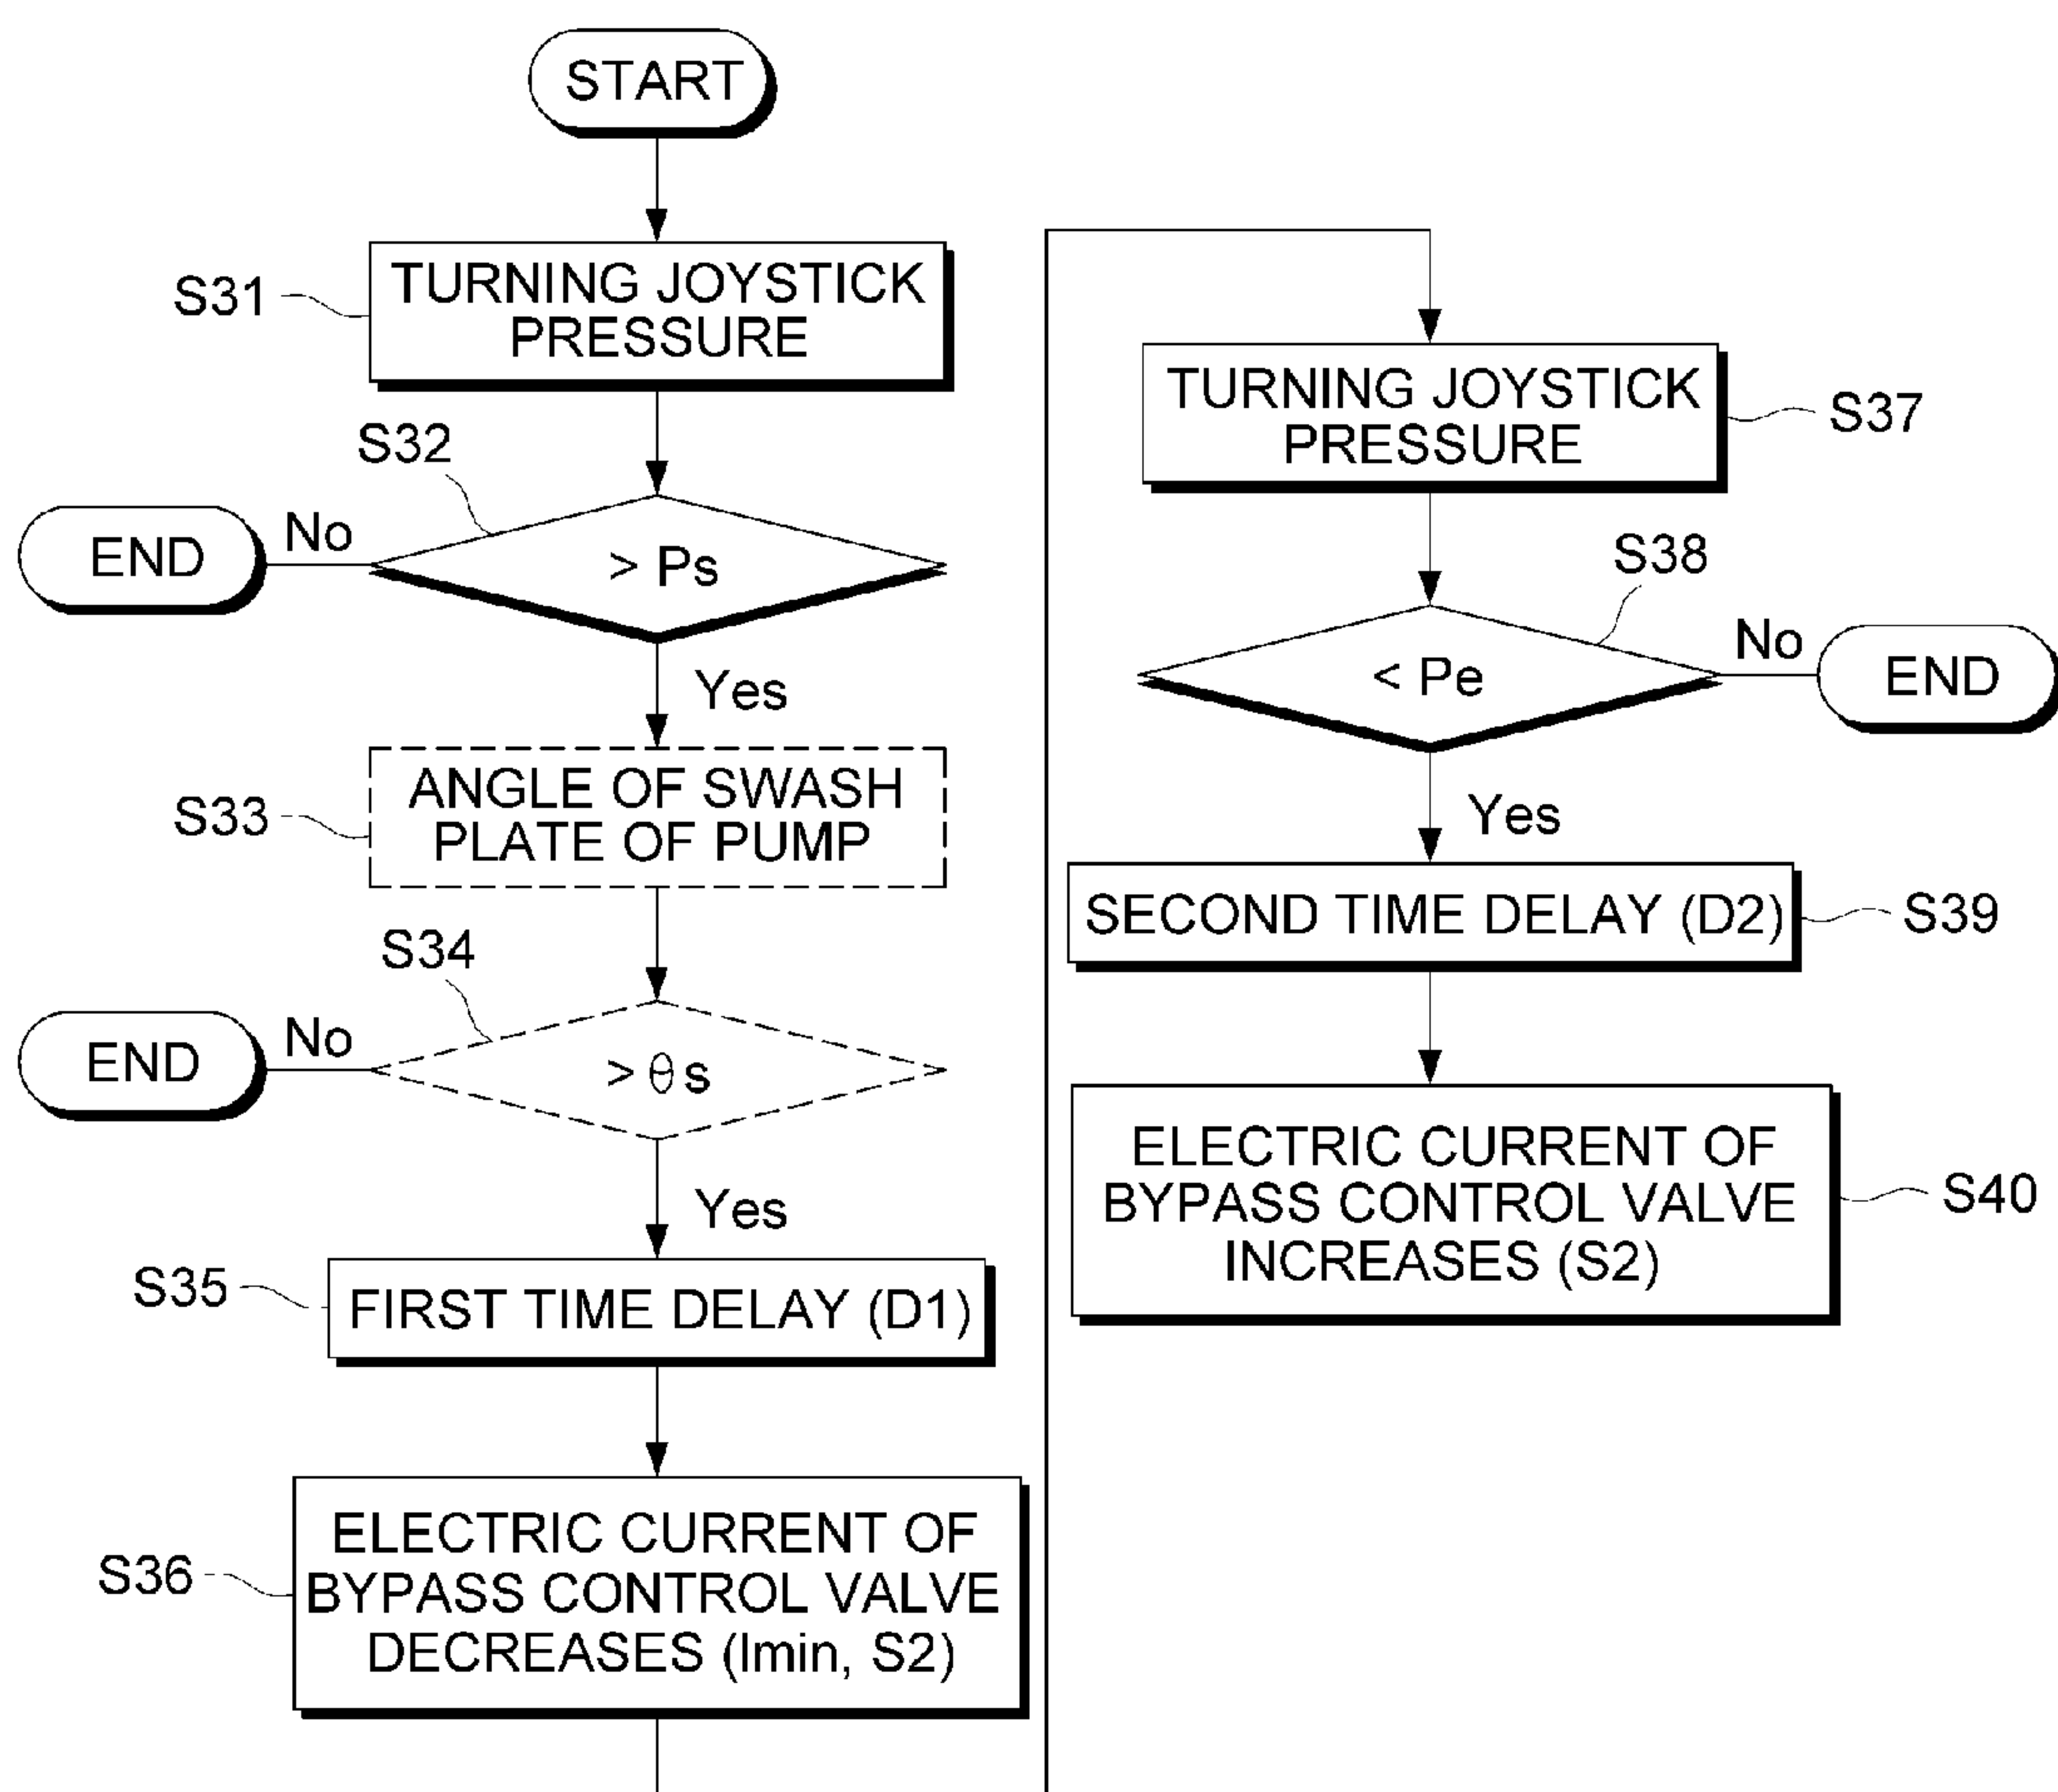 START
S31
TURNING JOYSTICK
PRESSURE
S32
> Ps
No
END
Yes
S33
ANGLE OF SWASH
PLATE OF PUMP
S34
> θs
No
END
Yes
S35
FIRST TIME DELAY (D1)
S36
ELECTRIC CURRENT OF
BYPASS CONTROL VALVE
DECREASES (Imin, S2)
TURNING JOYSTICK
PRESSURE
S37
S38
< Pe
No
END
Yes
SECOND TIME DELAY (D2)
S39
ELECTRIC CURRENT OF
BYPASS CONTROL VALVE
INCREASES (S2)
S40